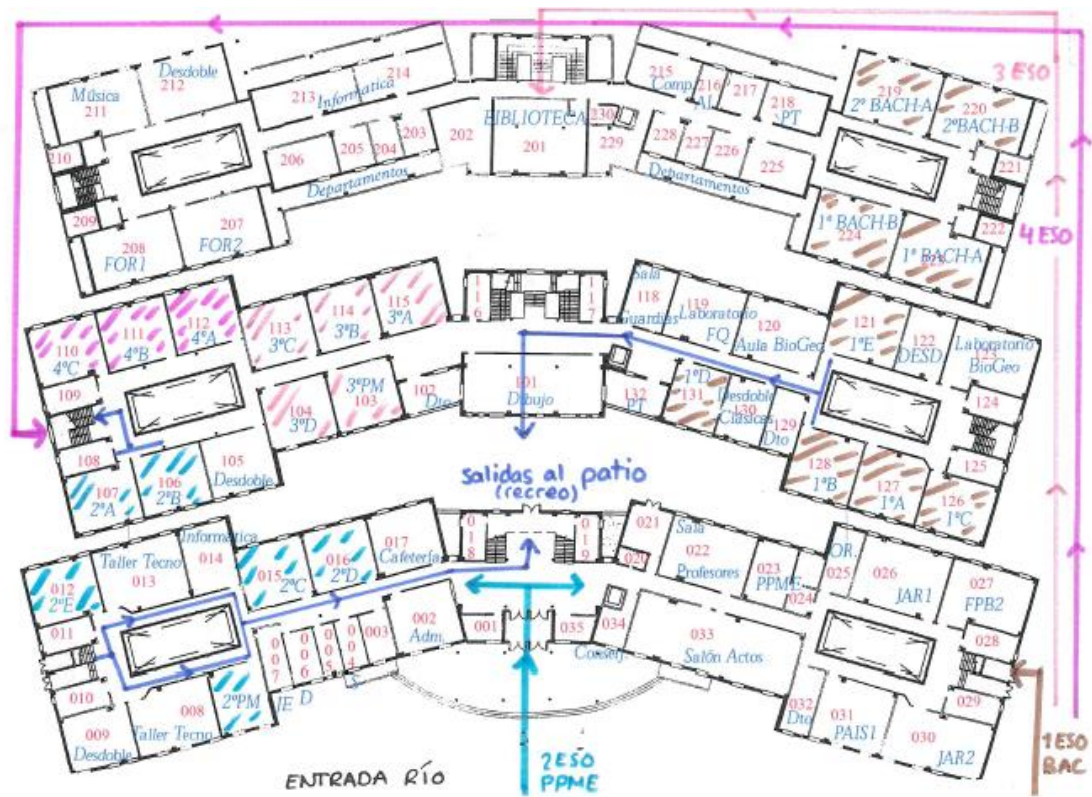 3 ESO
4 ESO
Música
211
Desdoble
212
213
Informatica
214
215
Comp.
216
AL
217
218
PT
219
2º BACH-A
220
2ºBACH-B
210
206
205
204
203
202
BIBLIOTECA
201
230
229
228
227
226
225
221
Departamentos
Departamentos
209
208
FOR1
207
FOR2
1º BACH-B
224
1º BACH-A
222
110
4ºC
111
4ºB
112
4ºA
113
3ºC
114
3ºB
115
3ºA
116
117
Sala
118
Guardias
119
Laboratorio
FQ
120
Aula BioGeo
121
1ºE
122
DESD.
Laboratorio
123
BioGeo
109
108
104
3ºD
3ºPM
103
102
Dto
101
Dibujo
132
PT
1ºD
131
Desdoble
130
Clásicas
129
Dto
124
125
107
2ºA
106
2ºB
105
Desdoble
128
1ºB
127
1ºA
126
1ºC
salidas al patio
(recreo)
012
2ºE
Taller Tecno
013
Informática
014
015
2ºC
016
2ºD
017
Cafetería
018
019
021
020
Sala
022
Profesores
023
PPME
024
OR.
025
026
JAR1
027
FPB2
011
010
007
006
005
004
003
002
Adm.
001
035
Conserj.
034
033
Salón Actos
028
029
009
Desdoble
008
Taller Tecno
2ºPM
JE
D
S
032
Dto
031
PAIS1
030
JAR2
ENTRADA RÍO
2ESO
PPME
1ESO
BAC